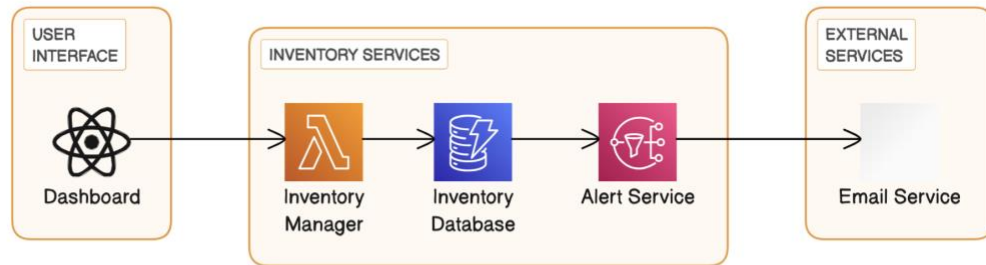 USER
INTERFACE
INVENTORY SERVICES
EXTERNAL
SERVICES
Dashboard
Inventory
Manager
Inventory
Database
Alert Service
Email Service